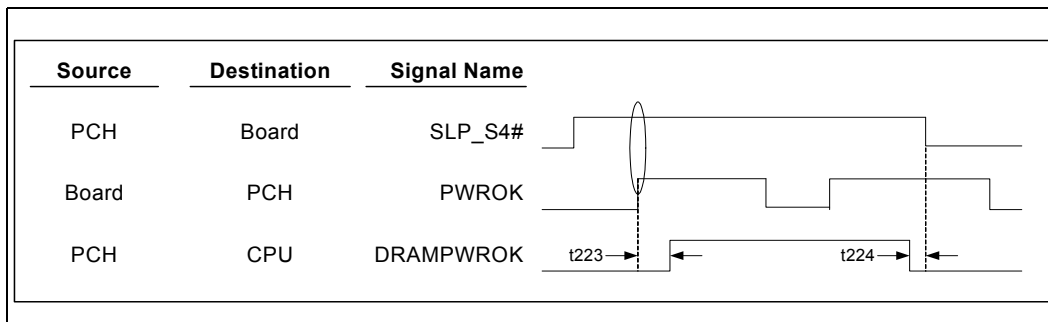 Source Destination Signal Name
PCH Board SLP_S4#
Board PCH PWROK
PCH CPU DRAMPWROK t223 t224